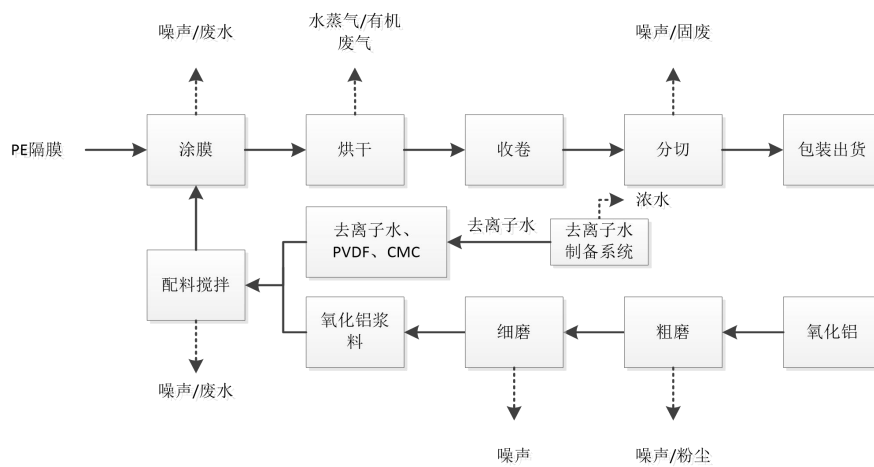 噪声/废水
水蒸气/有机
废气
噪声/固废
PE隔膜
涂膜
烘干
收卷
分切
包装出货
浓水
去离子水、
PVDF、CMC
去离子水
去离子水
制备系统
配料搅拌
氧化铝浆
料
细磨
粗磨
氧化铝
噪声/废水
噪声
噪声/粉尘